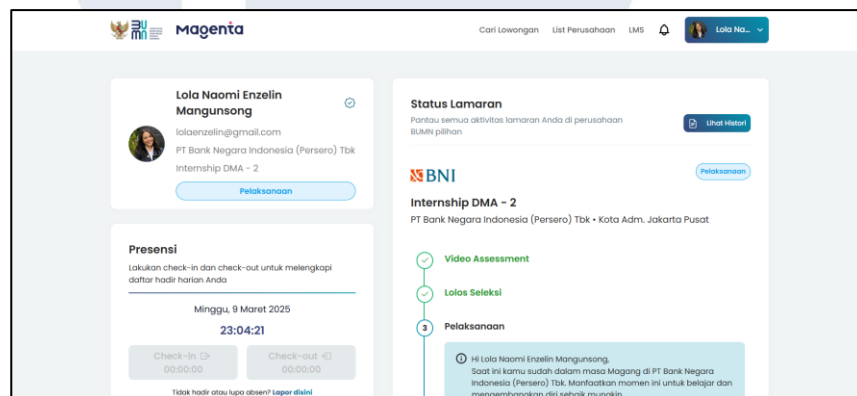 BUMN
Magenta
Cari Lowongan
List Perusahaan
LMS
Lola Na...
Lola Naomi Enzelin
Mangunsong
lolaenzelin@gmail.com
PT Bank Negara Indonesia (Persero) Tbk
Internship DMA - 2
Pelaksanaan
Presensi
Lakukan check-in dan check-out untuk melengkapi
daftar hadir harian Anda
Minggu, 9 Maret 2025
23:04:21
Check-in
00:00:00
Check-out
00:00:00
Tidak hadir atau lupa absen? Lapor disini
Status Lamaran
Pantau semua aktivitas lamaran Anda di perusahaan
BUMN pilihan
Lihat Histori
BNI
Pelaksanaan
Internship DMA - 2
PT Bank Negara Indonesia (Persero) Tbk • Kota Adm. Jakarta Pusat
Video Assessment
Lolos Seleksi
3 Pelaksanaan
Hi Lola Naomi Enzelin Mangunsong,
Saat ini kamu sudah dalam masa Magang di PT Bank Negara
Indonesia (Persero) Tbk. Manfaatkan momen ini untuk belajar dan
mengembangkan diri sebaik mungkin